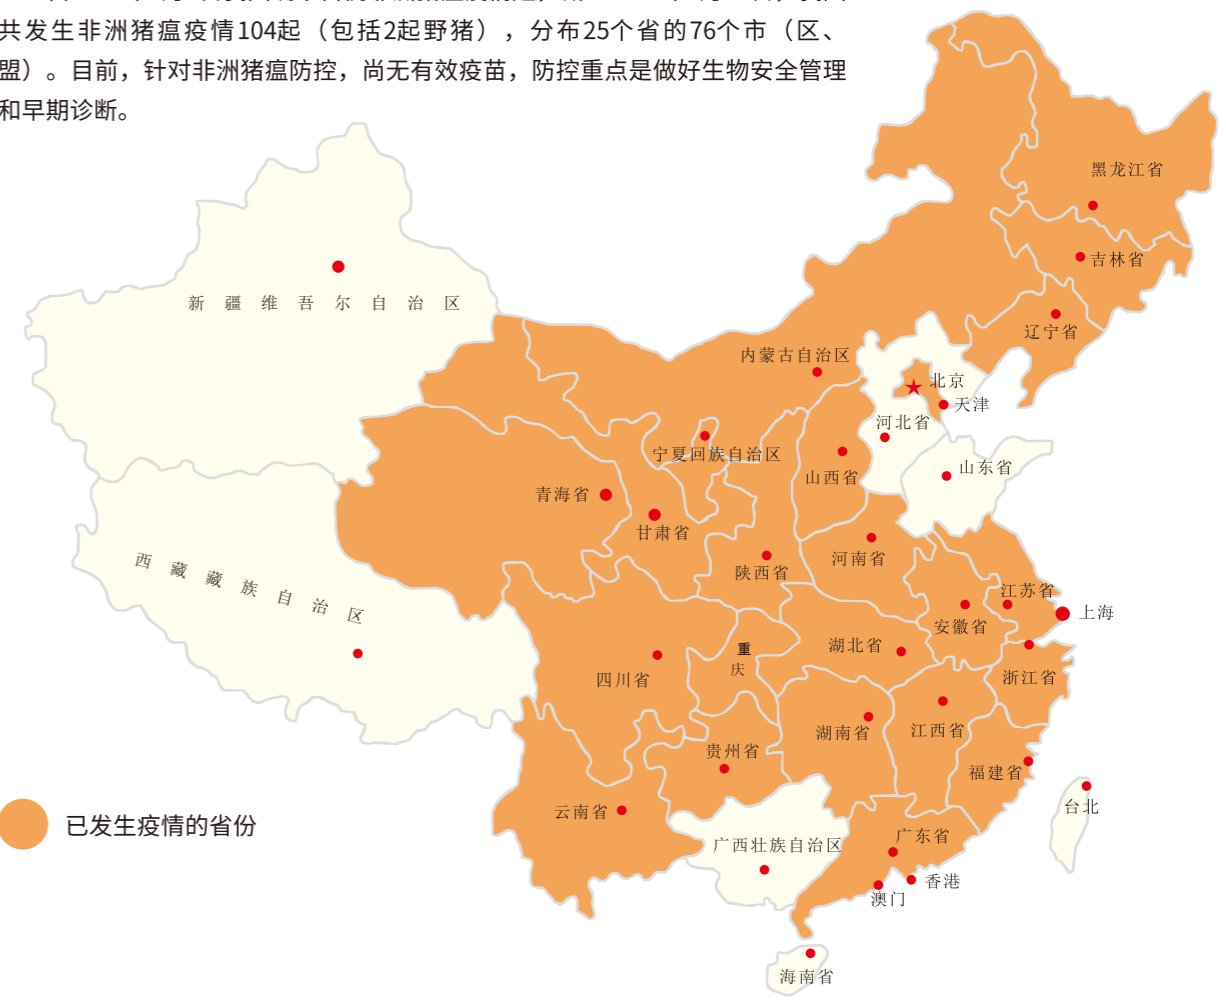 共发生非洲猪瘟疫情104起（包括2起野猪），分布25个省的76个市（区、
盟）。目前，针对非洲猪瘟防控，尚无有效疫苗，防控重点是做好生物安全管理
和早期诊断。
黑龙江省
吉林省
辽宁省
新疆维吾尔自治区
内蒙古自治区
北京
天津
河北省
宁夏回族自治区
山西省
山东省
青海省
甘肃省
陕西省
河南省
西藏藏族自治区
江苏省
上海
安徽省
湖北省
重
庆
四川省
浙江省
湖南省
江西省
贵州省
福建省
云南省
台北
已发生疫情的省份
广西壮族自治区
广东省
香港
澳门
海南省